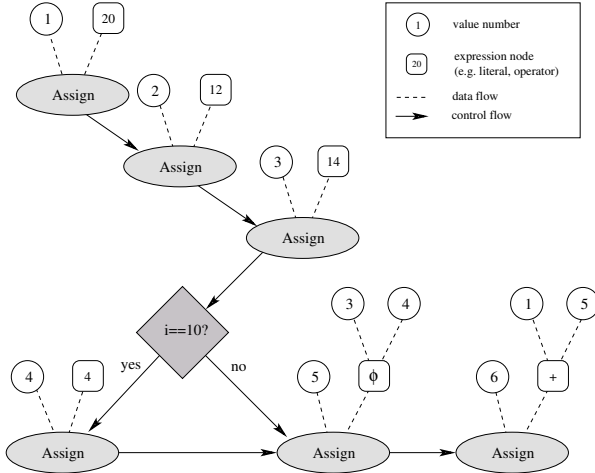 1
20
1
value number
Assign
20
expression node
(e.g. literal, operator)
2
12
data flow
control flow
Assign
3
14
Assign
i==10?
3
4
1
5
yes
no
4
4
5
ϕ
6
+
Assign
Assign
Assign